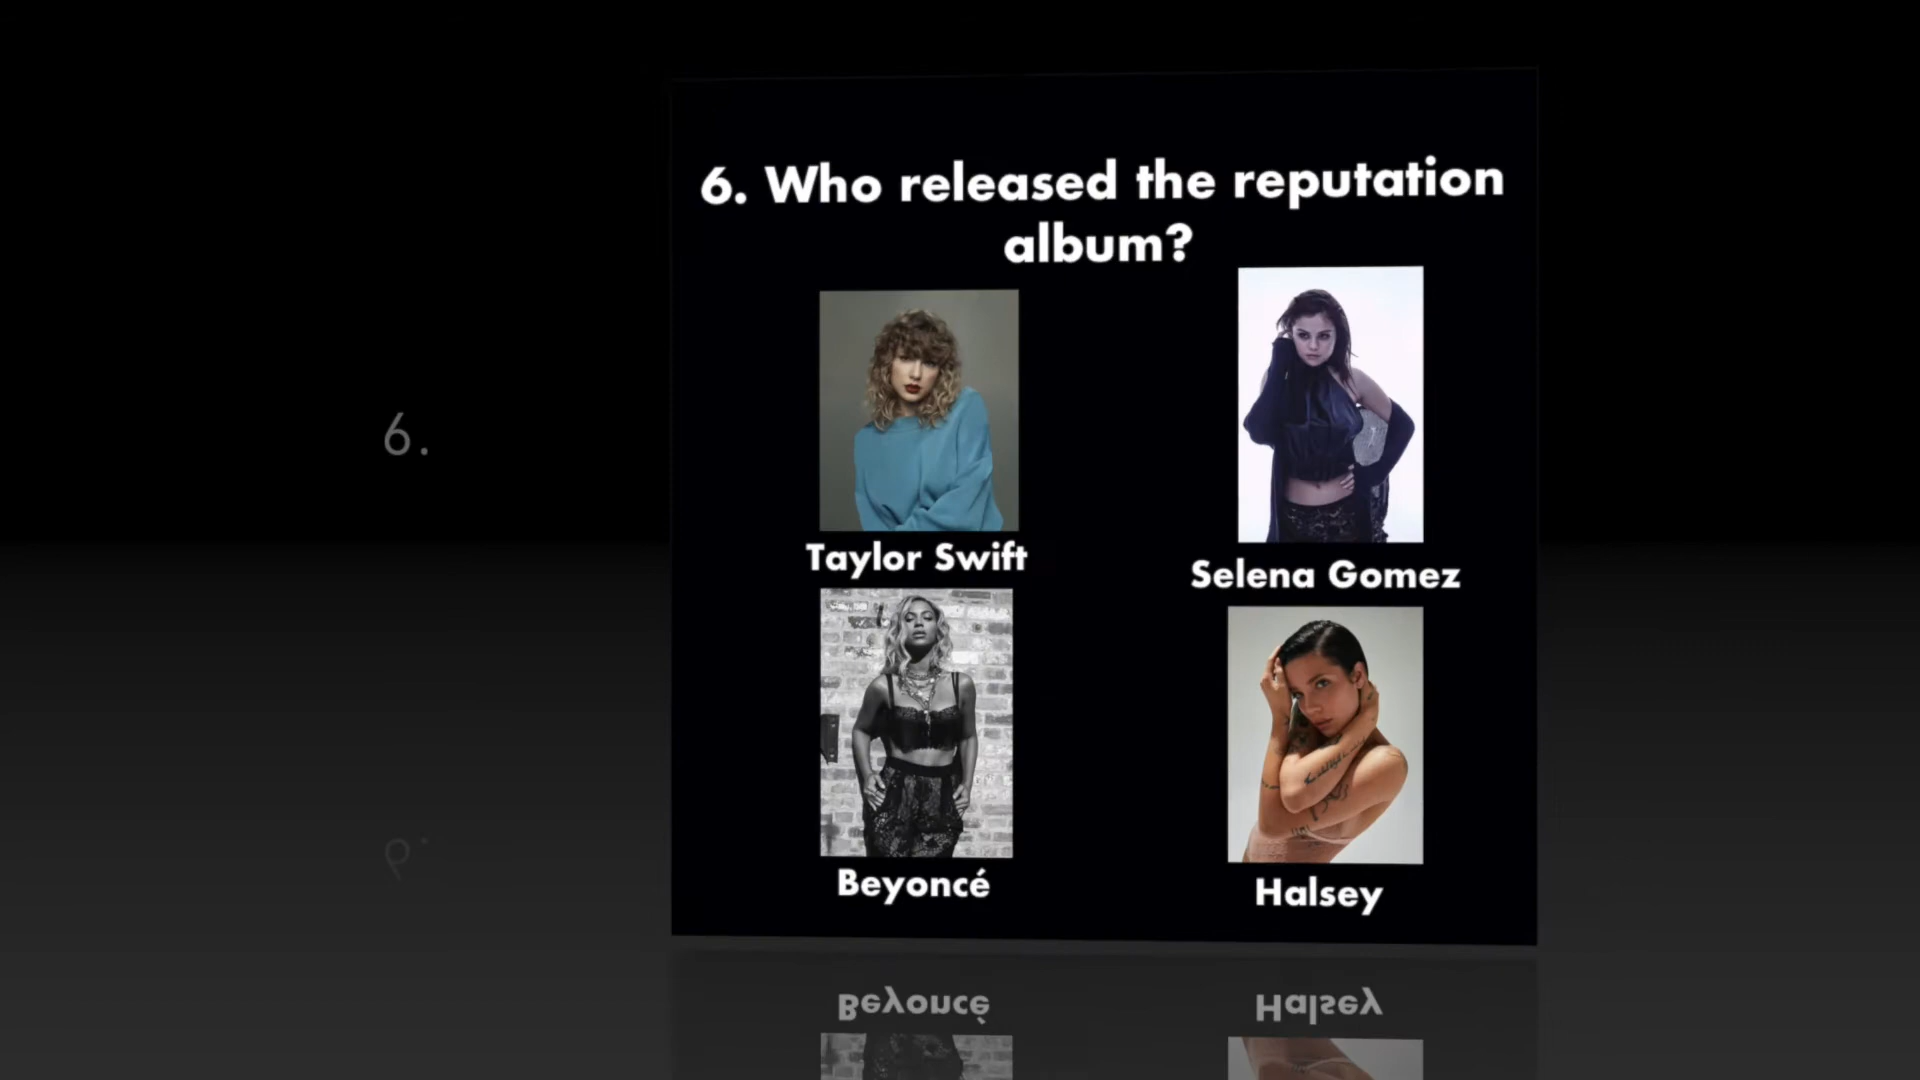 6.
6. Who released the reputation
album?
Taylor Swift
Selena Gomez
Beyoncé
Halsey